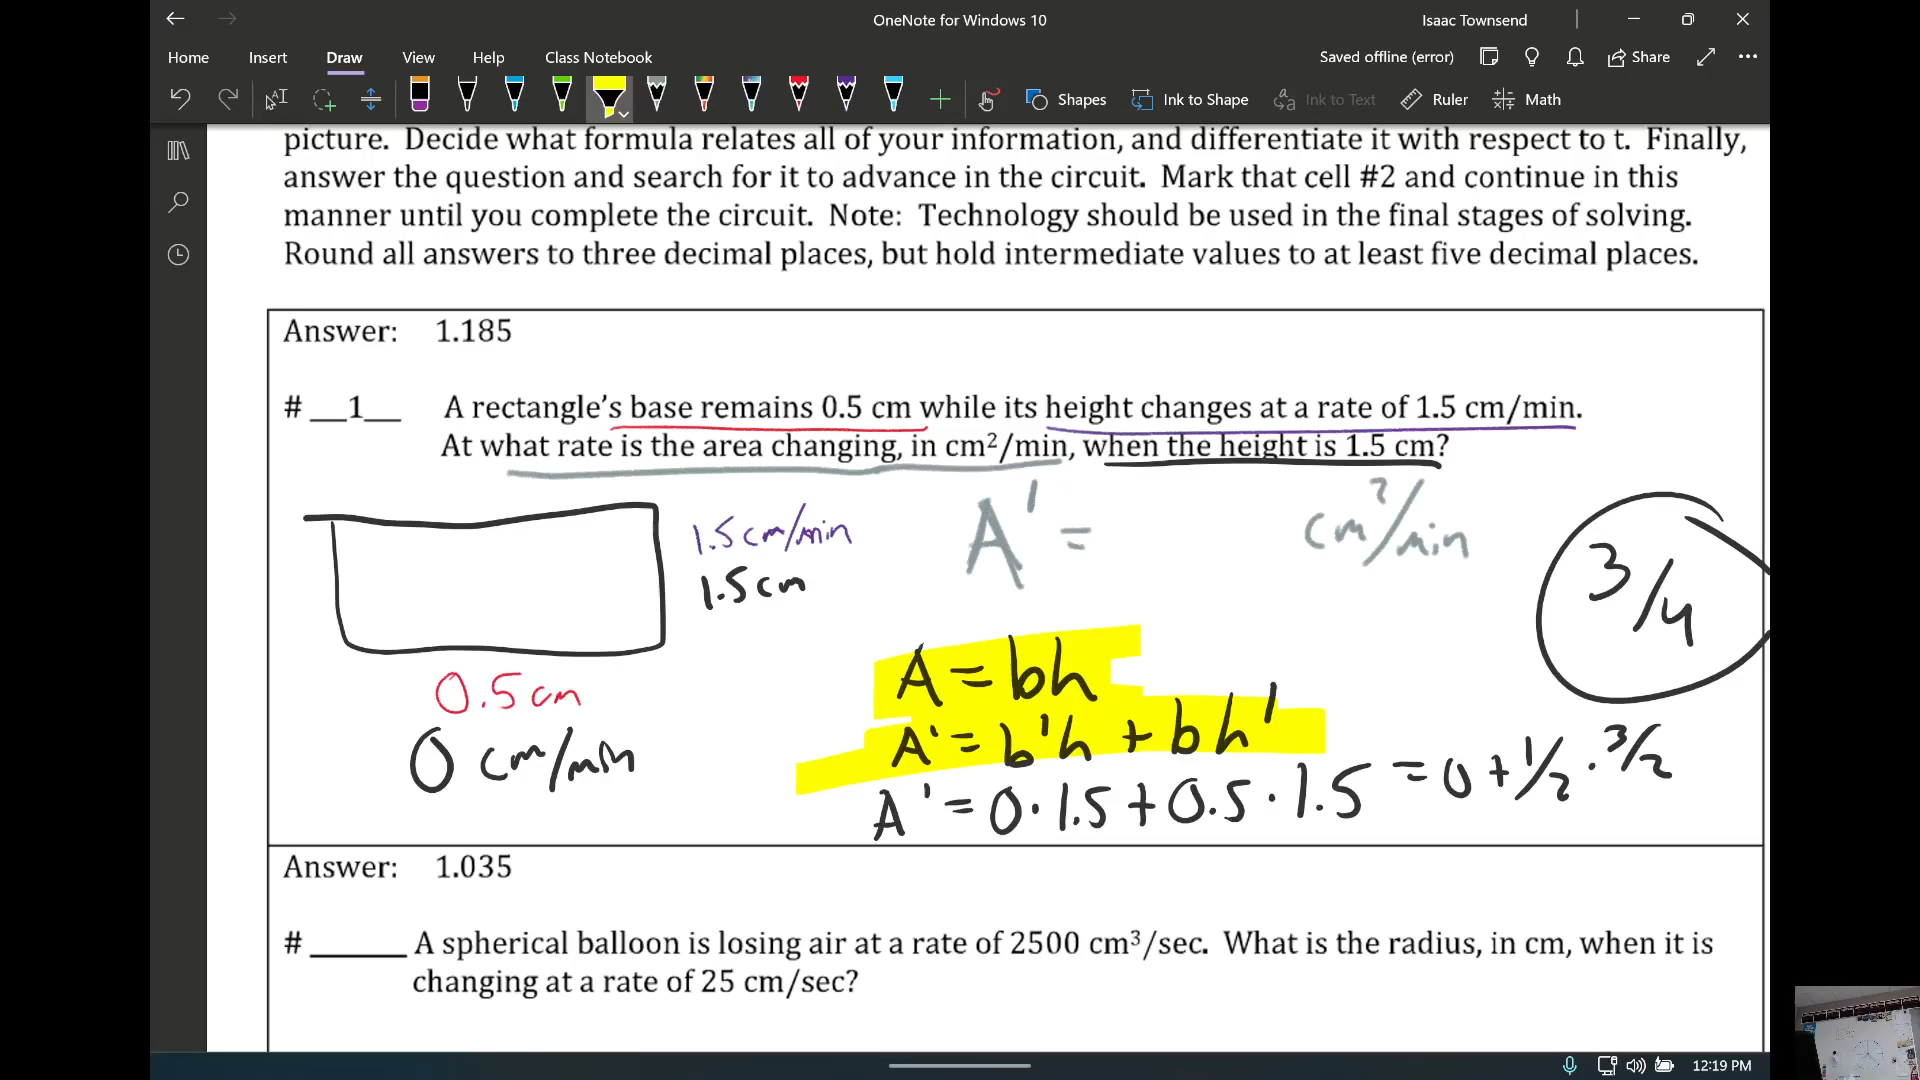 OneNote for Windows 10
Isaac Townsend
Home Insert Draw View Help Class Notebook
Saved offline (error) Share
Shapes Ink to Shape Ink to Text Ruler Math
picture. Decide what formula relates all of your information, and differentiate it with respect to t. Finally,
answer the question and search for it to advance in the circuit. Mark that cell #2 and continue in this
manner until you complete the circuit. Note: Technology should be used in the final stages of solving.
Round all answers to three decimal places, but hold intermediate values to at least five decimal places.
Answer: 1.185
# __1__ A rectangle's base remains 0.5 cm while its height changes at a rate of 1.5 cm/min.
At what rate is the area changing, in cm²/min, when the height is 1.5 cm?
1.5 cm/min
1.5 cm
A' = cm²/min
3/4
0.5 cm
0 cm/min
A = bh
A' = b'h + bh'
A' = 0·1.5 + 0.5·1.5 = 0 + 1/2 · 3/2
Answer: 1.035
# ______ A spherical balloon is losing air at a rate of 2500 cm³/sec. What is the radius, in cm, when it is
changing at a rate of 25 cm/sec?
12:19 PM